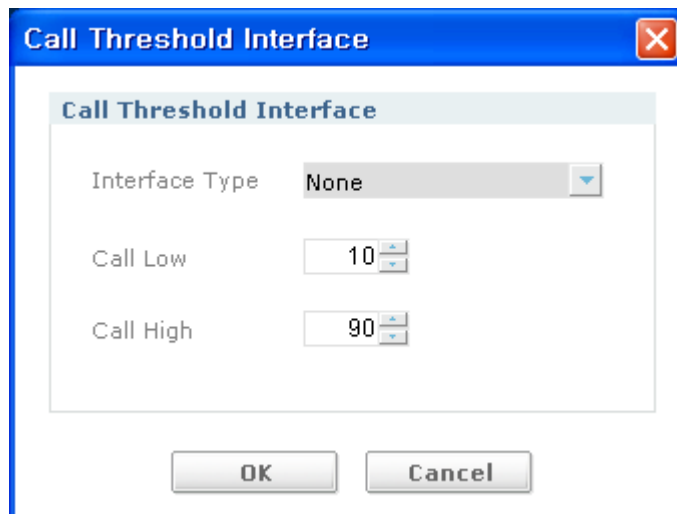 Call Threshold Interface
Call Threshold Interface
Interface Type None
Call Low 10
Call High 90
OK Cancel